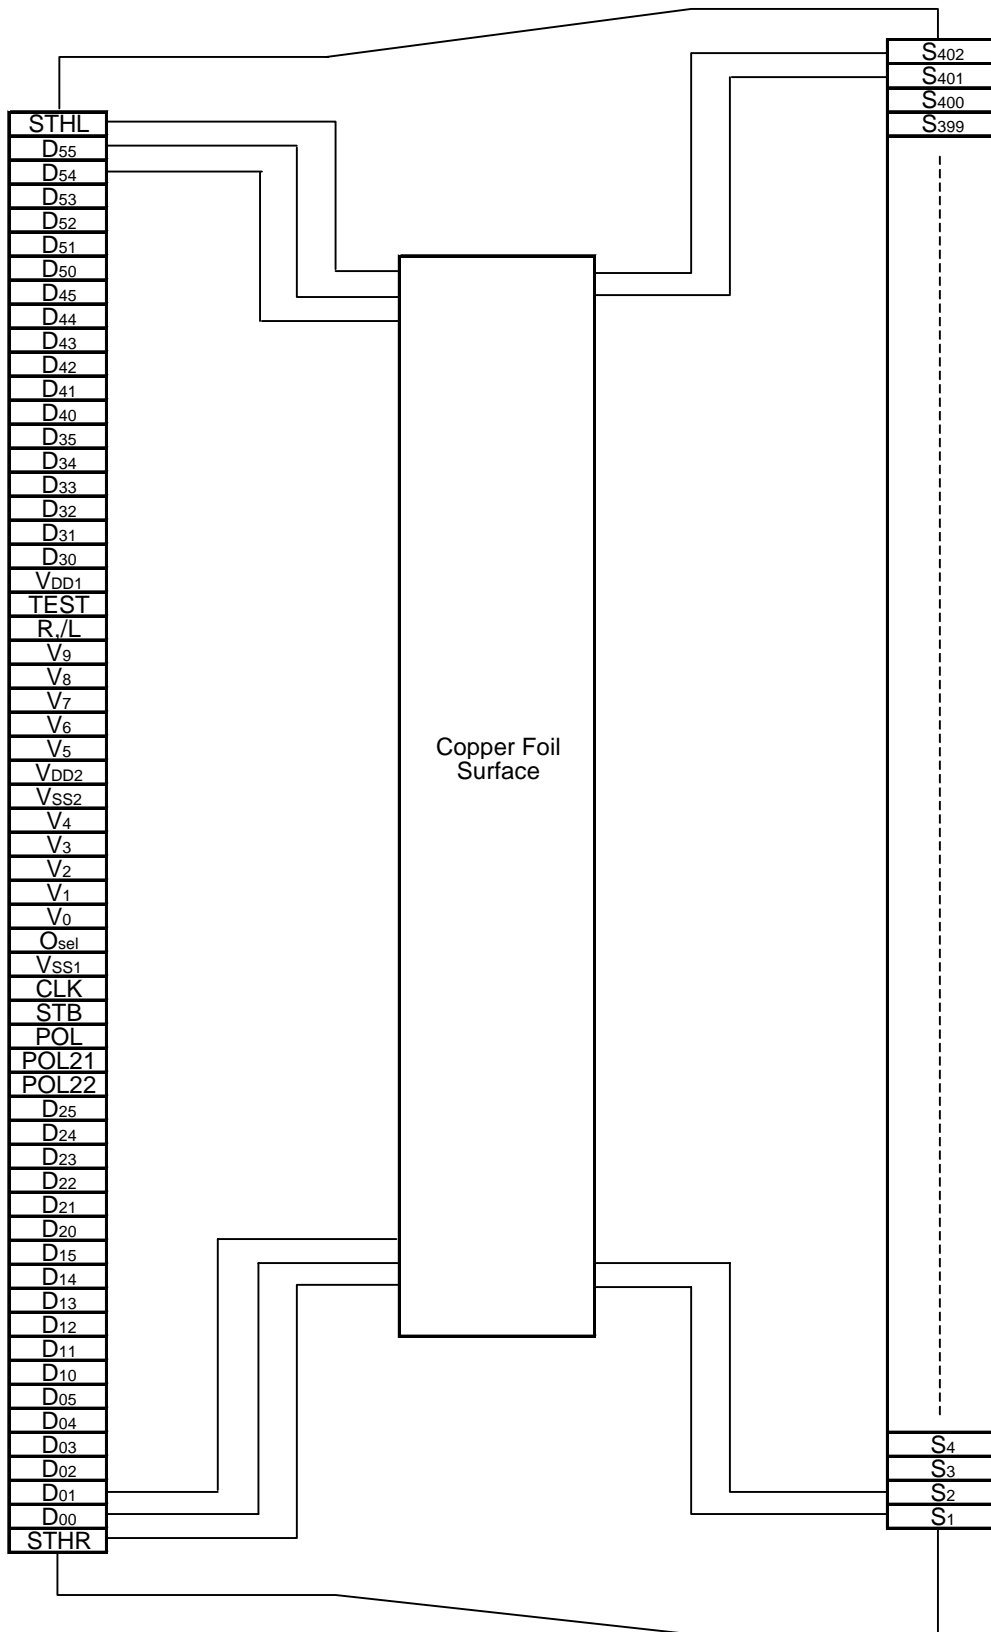 STHL
D55
D54
D53
D52
D51
D50
D45
D44
D43
D42
D41
D40
D35
D34
D33
D32
D31
D30
VDD1
TEST
R,/L
V9
V8
V7
V6
V5
VDD2
VSS2
V4
V3
V2
V1
V0
Osel
VSS1
CLK
STB
POL
POL21
POL22
D25
D24
D23
D22
D21
D20
D15
D14
D13
D12
D11
D10
D05
D04
D03
D02
D01
D00
STHR
Copper Foil
Surface
S402
S401
S400
S399
S4
S3
S2
S1